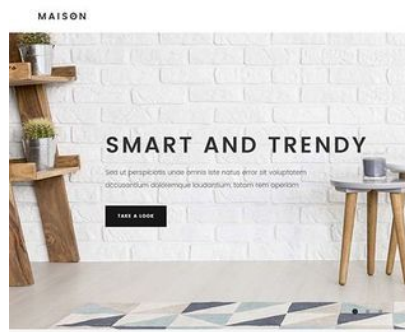 MAISON
SMART AND TRENDY
Sed ut perspiciatis unde omnis iste natus error sit voluptatem
accusantium doloremque laudantium, totam rem aperiam
TAKE A LOOK